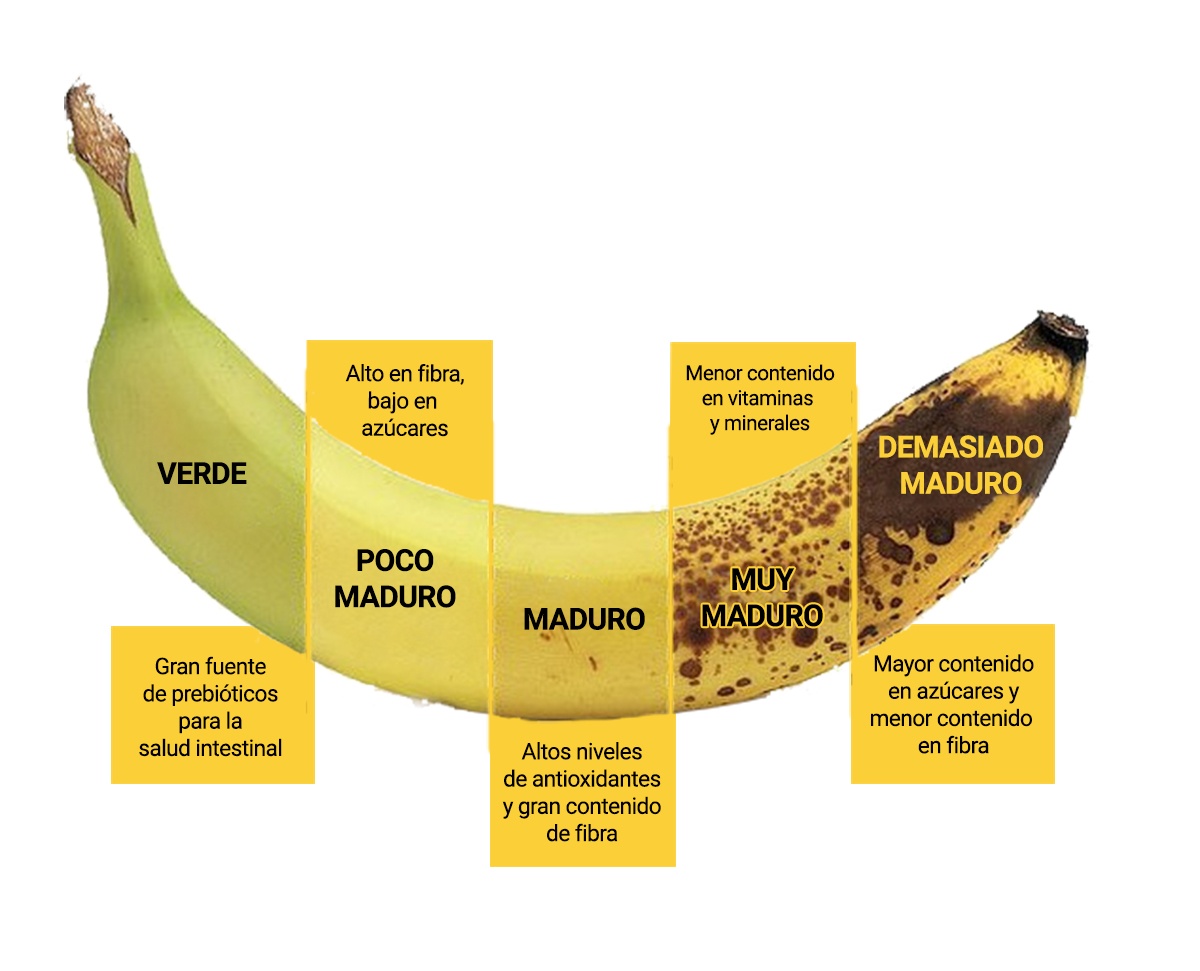 VERDE
Gran fuente
de prebióticos
para la
salud intestinal
Alto en fibra,
bajo en
azúcares
POCO
MADURO
MADURO
Altos niveles
de antioxidantes
y gran contenido
de fibra
Menor contenido
en vitaminas
y minerales
MUY
MADURO
DEMASIADO
MADURO
Mayor contenido
en azúcares y
menor contenido
en fibra